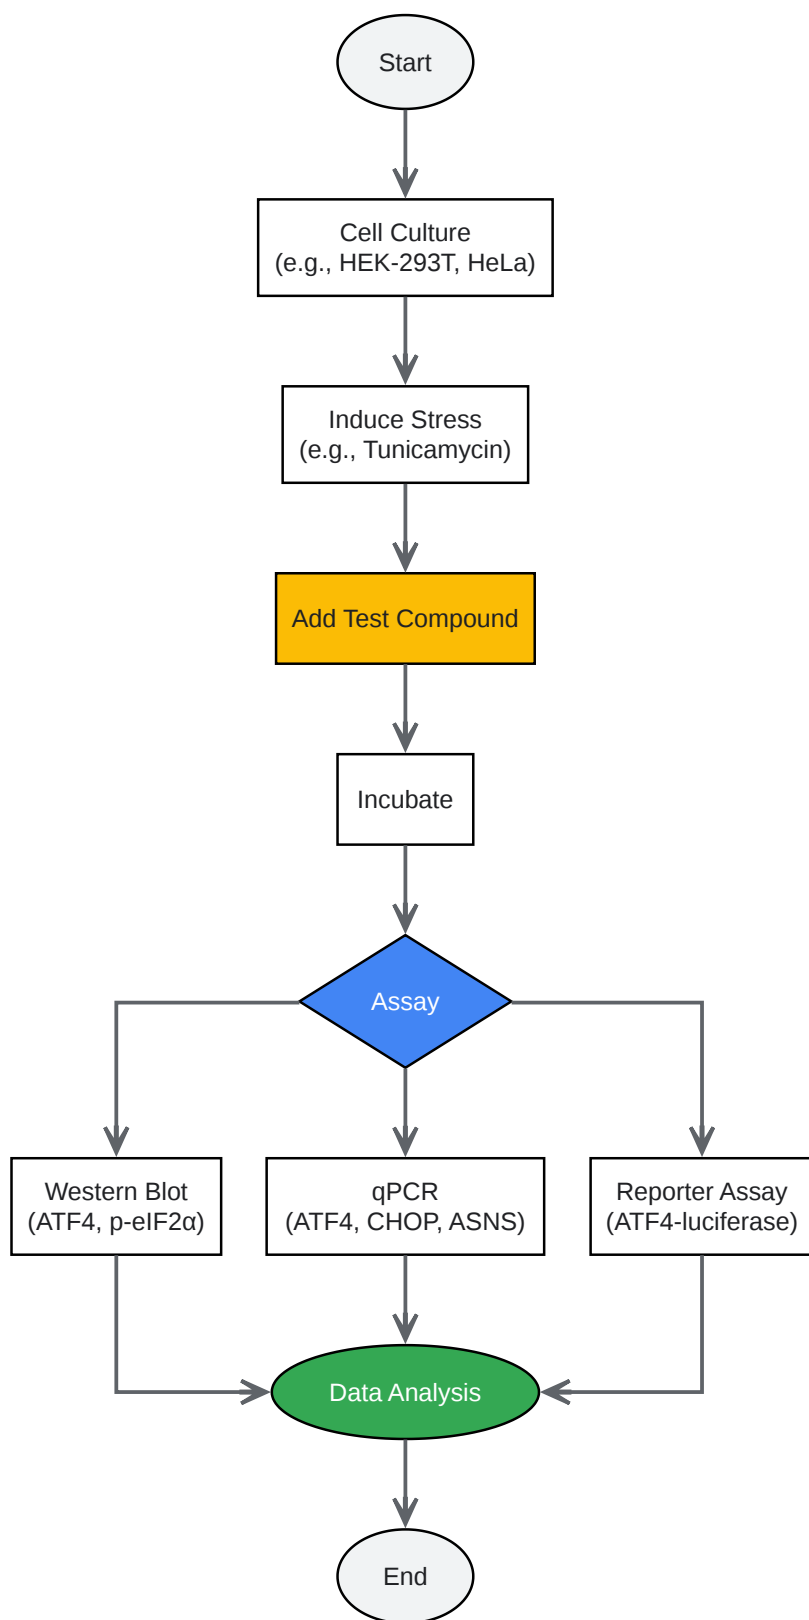 Start
Cell Culture
(e.g., HEK-293T, HeLa)
Induce Stress
(e.g., Tunicamycin)
Add Test Compound
Incubate
Assay
Western Blot
(ATF4, p-eIF2α)
qPCR
(ATF4, CHOP, ASNS)
Reporter Assay
(ATF4-luciferase)
Data Analysis
End